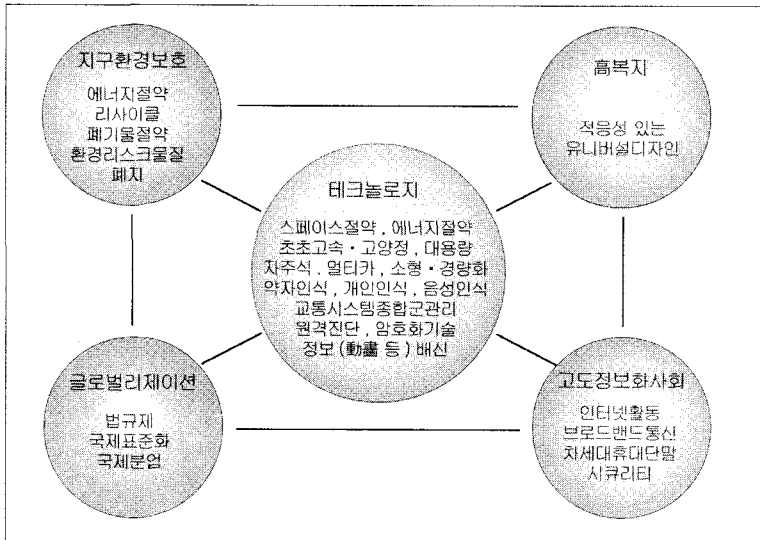 지구환경보호
에너지절약
리사이클
폐기물절약
환경리스크물질
폐지
高복지
적응성 있는
유니버설디자인
테크놀로지
스페이스절약 , 에너지절약
초초고속・고양정 , 대용량
자주식 , 멀티카 , 소형・경량화
약자인식 , 개인인식 , 음성인식
교통시스템종합군관리
원격진단 , 암호화기술
정보 (動畵 등) 배신
글로벌리제이션
법규제
국제표준화
국제분업
고도정보화사회
인터넷활동
브로드밴드통신
차세대휴대단말
시큐리티